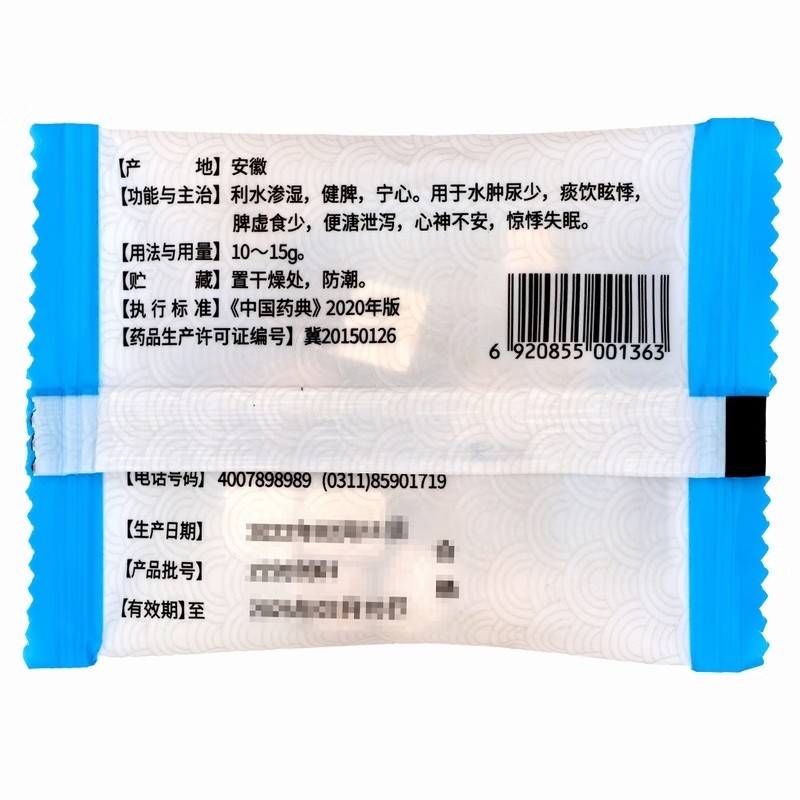 【产 地】安徽
【功能与主治】利水渗湿，健脾，宁心。用于水肿尿少，痰饮眩悸，
脾虚食少，便溏泄泻，心神不安，惊悸失眠。
【用法与用量】10～15g。
【贮 藏】置干燥处，防潮。
【执行标准】《中国药典》2020年版
【药品生产许可证编号】冀20150126
6 920855 001363
【电话号码】4007898989 (0311)85901719
【生产日期】
【产品批号】
【有效期】至